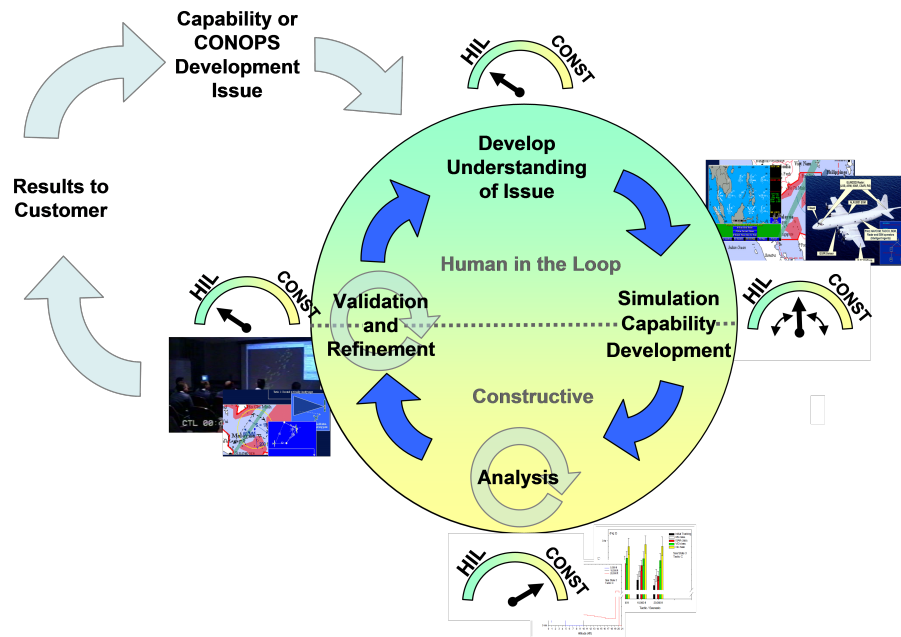 Capability or
CONOPS
Development
Issue
HIL
CONST
Develop
Understanding
of Issue
Results to
Customer
Human in the Loop
HIL
CONST
Validation
and
Refinement
Simulation
Capability
Development
HIL
CONST
Constructive
CTL 00:
Analysis
HIL
CONST